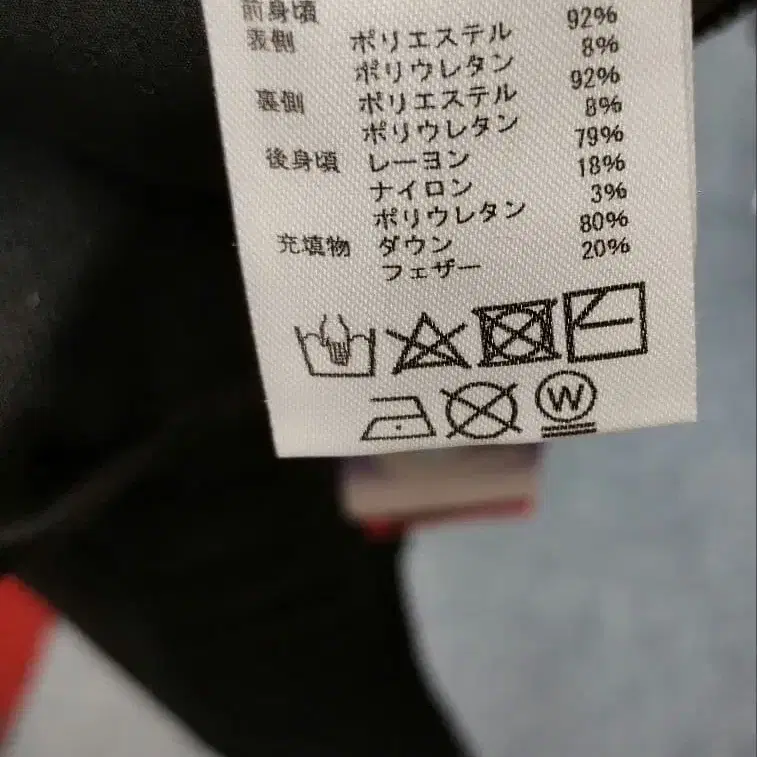 前身頃
表側 ポリエステル 92%
ポリウレタン 8%
裏側 ポリエステル 92%
ポリウレタン 8%
後身頃 レーヨン 79%
ナイロン 18%
ポリウレタン 3%
充填物 ダウン 80%
フェザー 20%
W